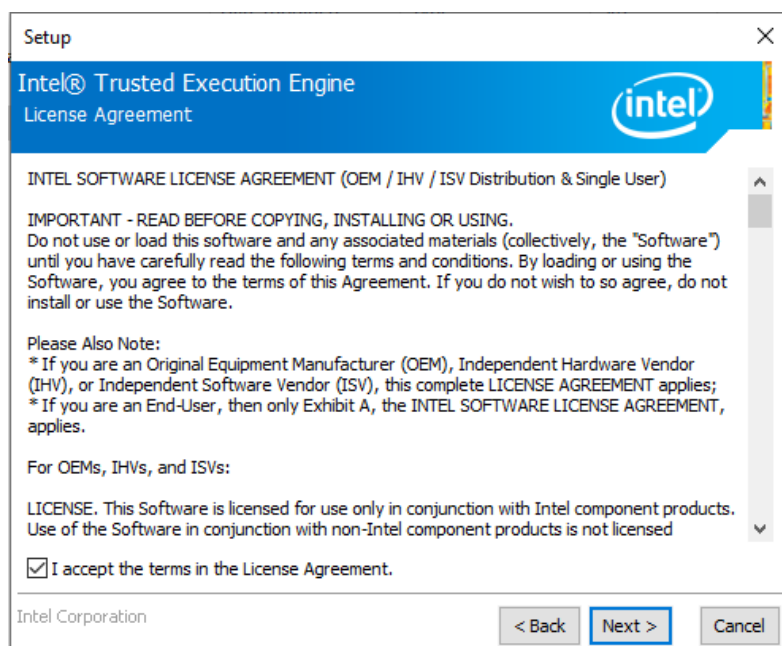 Setup
Intel® Trusted Execution Engine
License Agreement
intel
INTEL SOFTWARE LICENSE AGREEMENT (OEM / IHV / ISV Distribution & Single User)
IMPORTANT - READ BEFORE COPYING, INSTALLING OR USING.
Do not use or load this software and any associated materials (collectively, the "Software")
until you have carefully read the following terms and conditions. By loading or using the
Software, you agree to the terms of this Agreement. If you do not wish to so agree, do not
install or use the Software.
Please Also Note:
* If you are an Original Equipment Manufacturer (OEM), Independent Hardware Vendor
(IHV), or Independent Software Vendor (ISV), this complete LICENSE AGREEMENT applies;
* If you are an End-User, then only Exhibit A, the INTEL SOFTWARE LICENSE AGREEMENT,
applies.
For OEMs, IHVs, and ISVs:
LICENSE. This Software is licensed for use only in conjunction with Intel component products.
Use of the Software in conjunction with non-Intel component products is not licensed
I accept the terms in the License Agreement.
Intel Corporation
< Back
Next >
Cancel